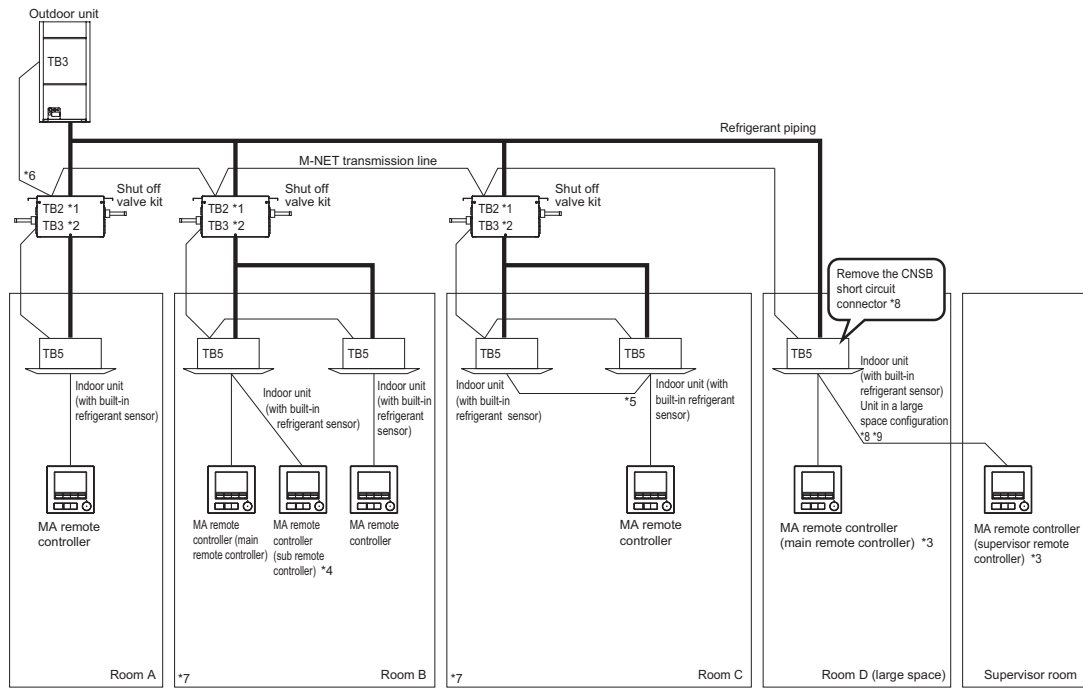 Outdoor unit
TB3
Refrigerant piping
M-NET transmission line
*6
Shut off
valve kit
TB2 *1
TB3 *2
Shut off
valve kit
TB2 *1
TB3 *2
Shut off
valve kit
TB2 *1
TB3 *2
Remove the CNSB
short circuit
connector *8
TB5
Indoor unit
(with built-in
refrigerant sensor)
MA remote
controller
Room A
TB5
Indoor unit
(with built-in
refrigerant sensor)
TB5
Indoor unit
(with built-in
refrigerant
sensor)
MA remote
controller (main
remote controller)
MA remote
controller
(sub remote
controller) *4
MA remote
controller
*7
Room B
TB5
Indoor unit
(with built-in
refrigerant sensor)
*5
TB5
Indoor unit (with
built-in refrigerant
sensor)
MA remote
controller
*7
Room C
TB5
Indoor unit
(with built-in
refrigerant sensor)
Unit in a large
space configuration
*8 *9
MA remote controller
(main remote controller) *3
Room D (large space)
MA remote controller
(supervisor remote
controller) *3
Supervisor room